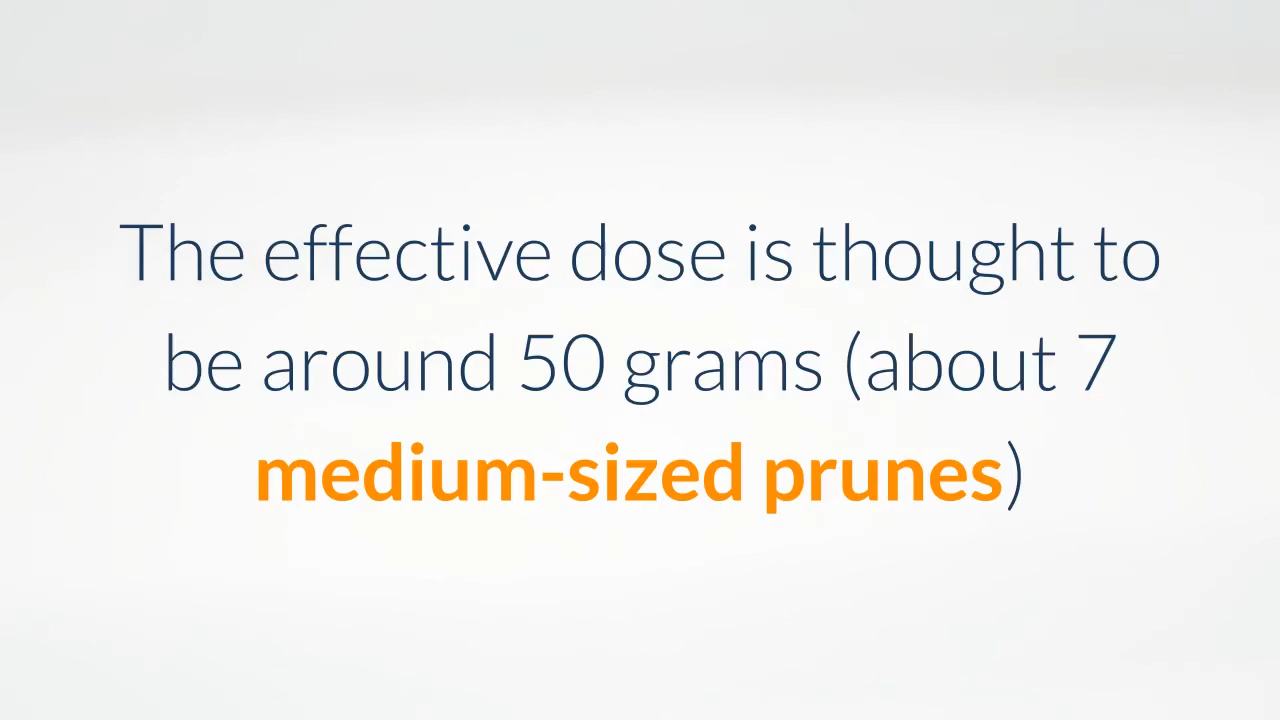 The effective dose is thought to
be around 50 grams (about 7
medium-sized prunes)